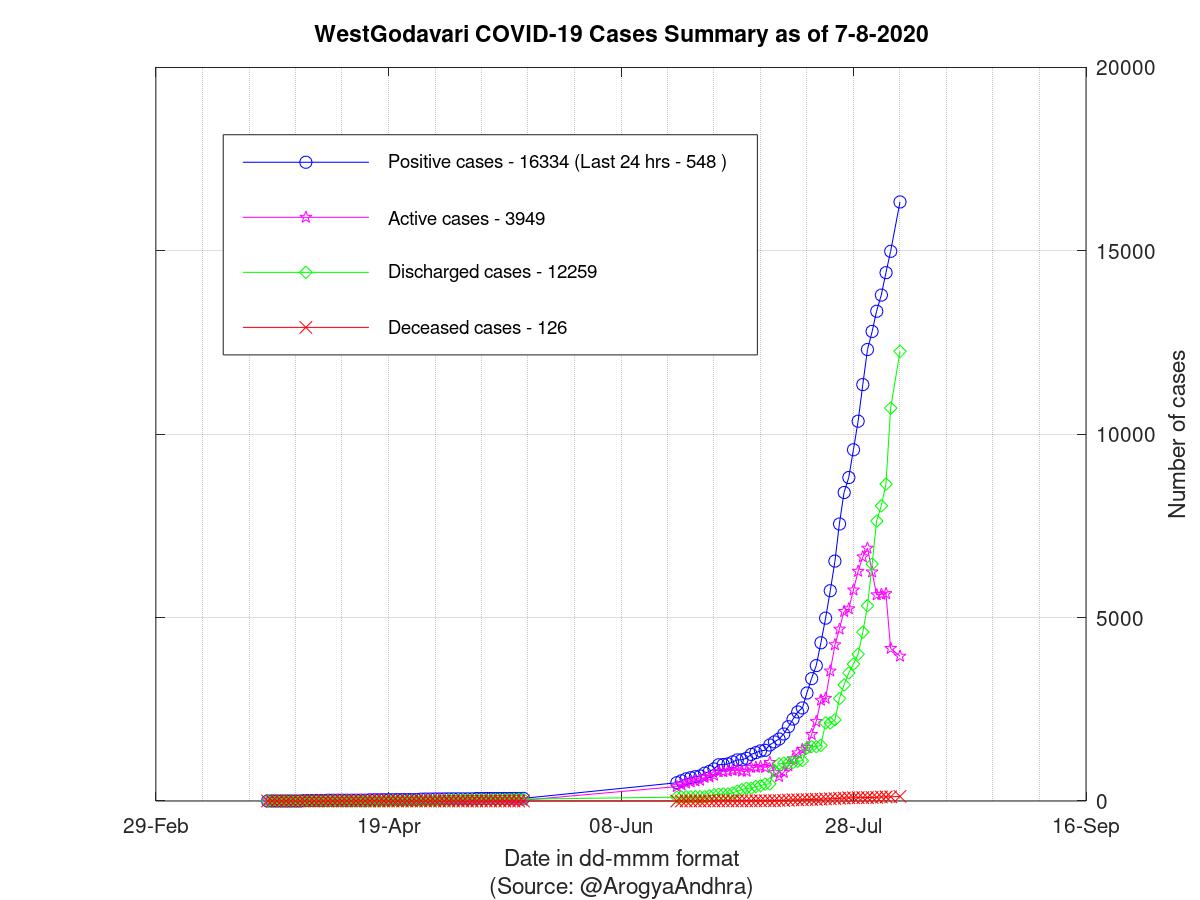 WestGodavari COVID-19 Cases Summary as of 7-8-2020
Positive cases - 16334 (Last 24 hrs - 548 )
Active cases - 3949
Discharged cases - 12259
Deceased cases - 126
20000
15000
10000
5000
0
Number of cases
29-Feb 19-Apr 08-Jun 28-Jul 16-Sep
Date in dd-mmm format
(Source: @ArogyaAndhra)